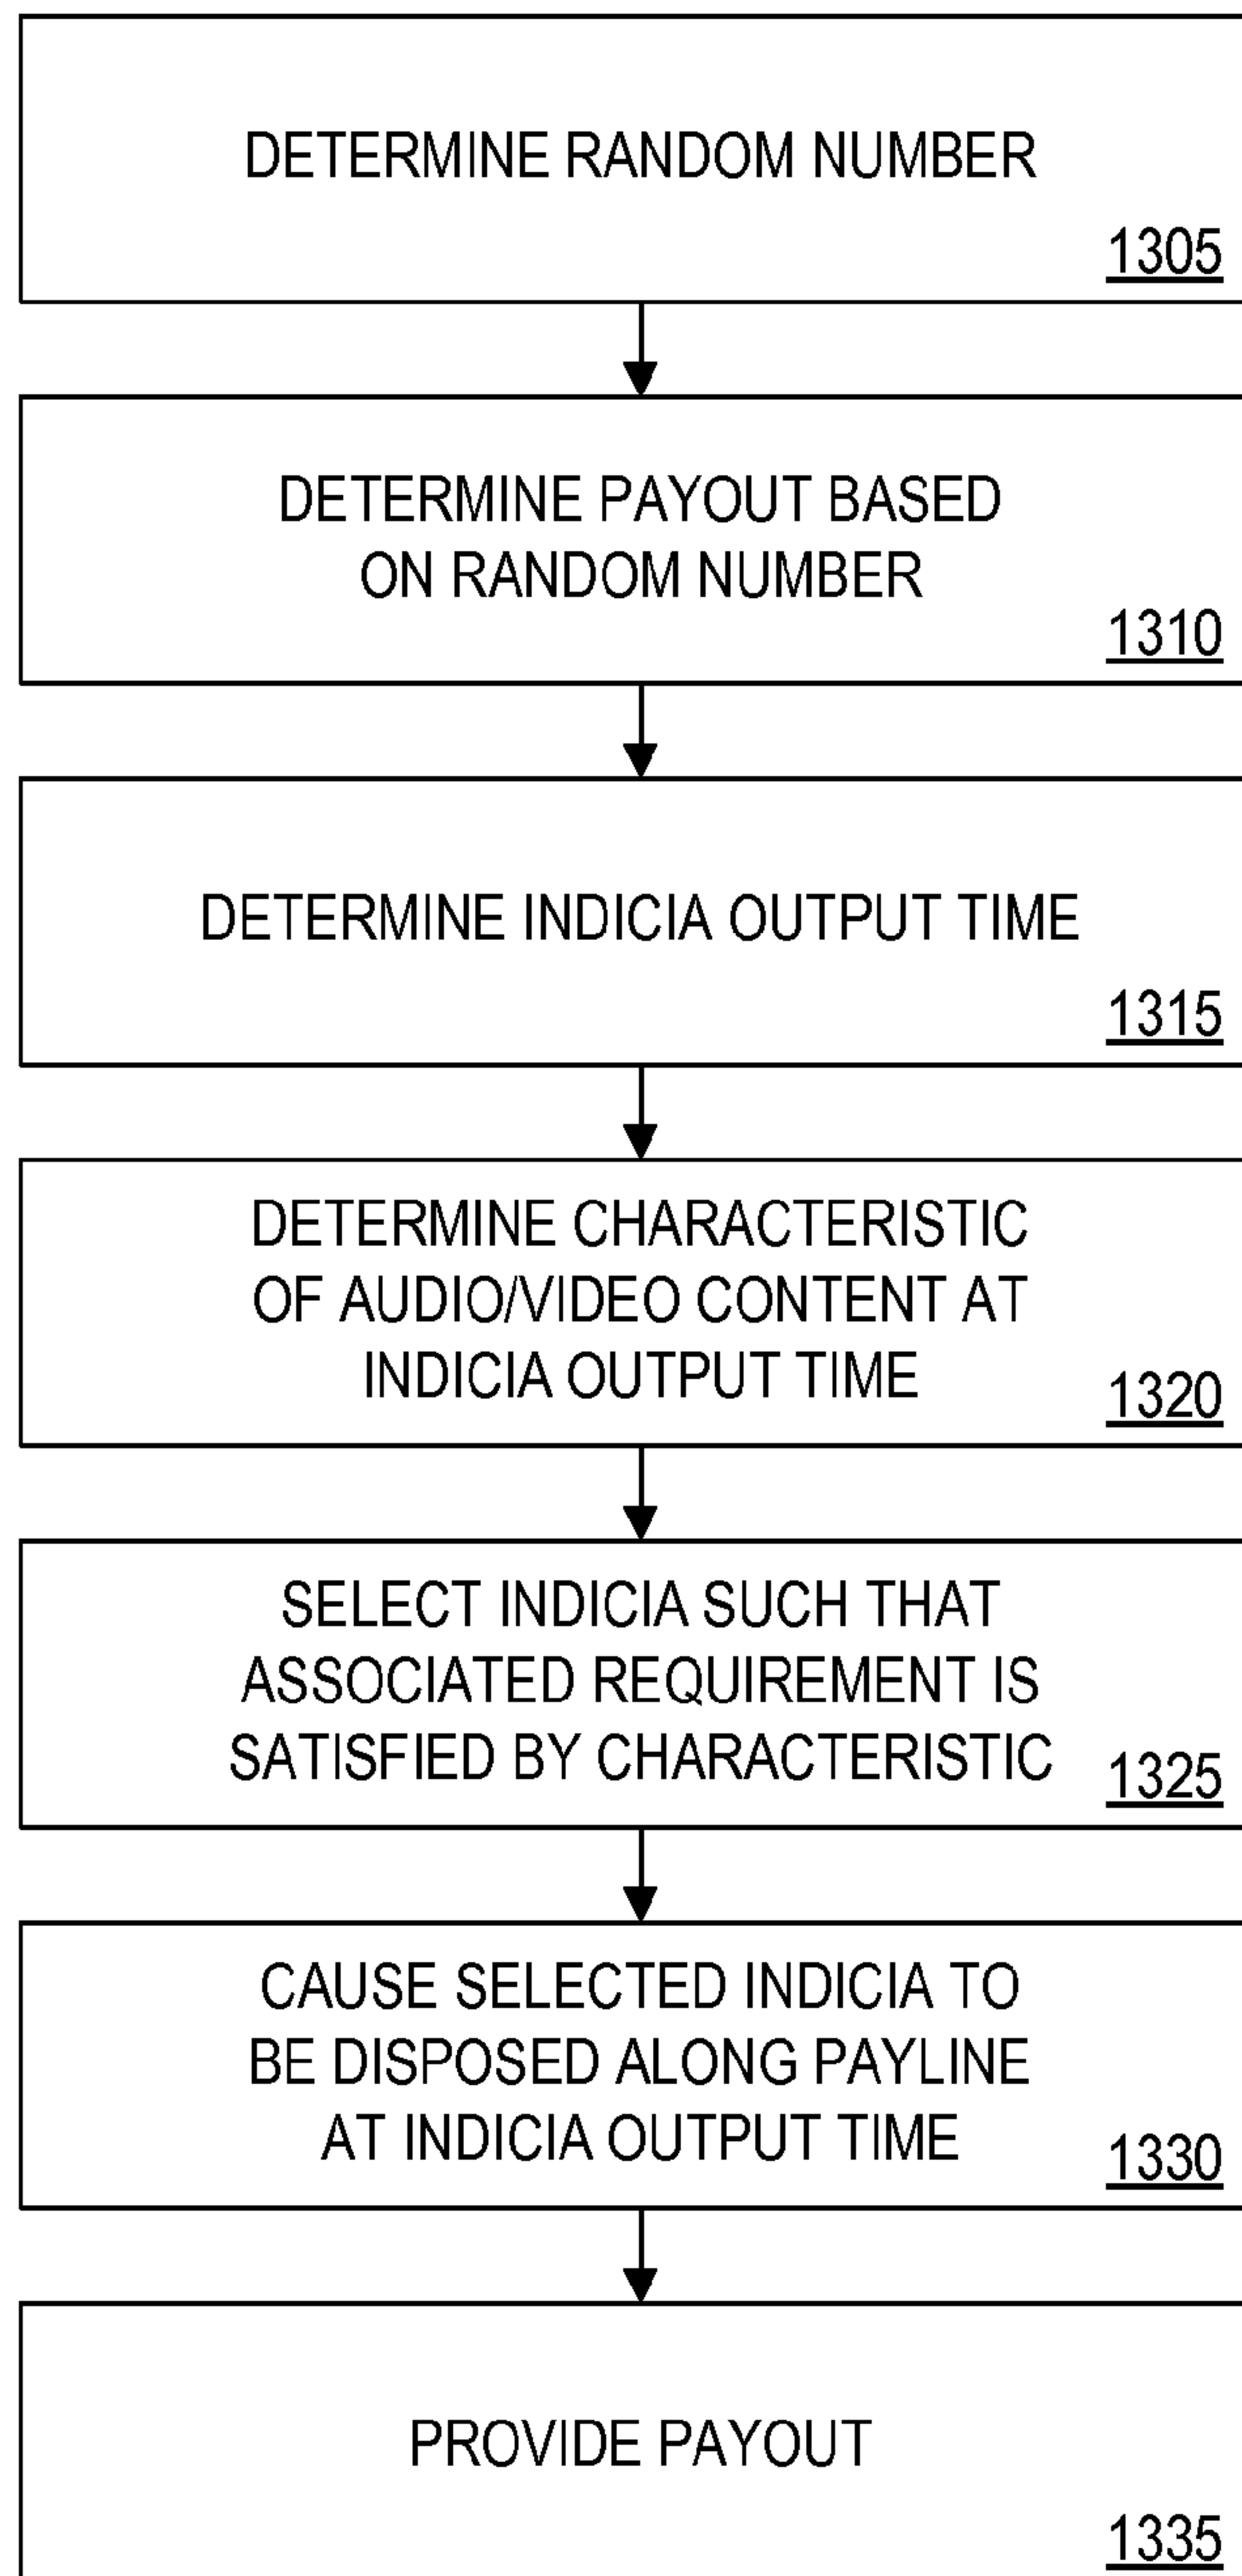 DETERMINE RANDOM NUMBER
1305
DETERMINE PAYOUT BASED
ON RANDOM NUMBER
1310
DETERMINE INDICIA OUTPUT TIME
1315
DETERMINE CHARACTERISTIC
OF AUDIO/VIDEO CONTENT AT
INDICIA OUTPUT TIME
1320
SELECT INDICIA SUCH THAT
ASSOCIATED REQUIREMENT IS
SATISFIED BY CHARACTERISTIC
1325
CAUSE SELECTED INDICIA TO
BE DISPOSED ALONG PAYLINE
AT INDICIA OUTPUT TIME
1330
PROVIDE PAYOUT
1335